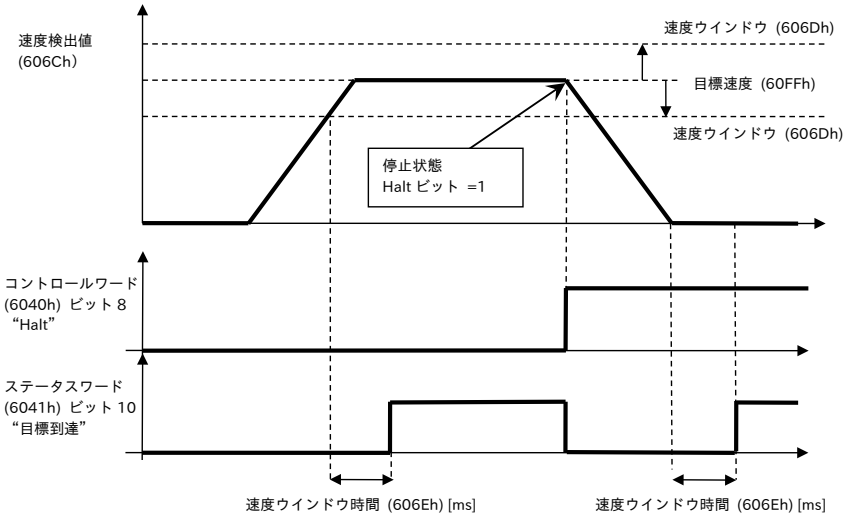 速度検出値
(606Ch)
速度ウインドウ (606Dh)
目標速度 (60FFh)
速度ウインドウ (606Dh)
停止状態
Halt ビット =1
コントロールワード
(6040h) ビット 8
“Halt”
ステータスワード
(6041h) ビット 10
“目標到達”
速度ウインドウ時間 (606Eh) [ms]
速度ウインドウ時間 (606Eh) [ms]